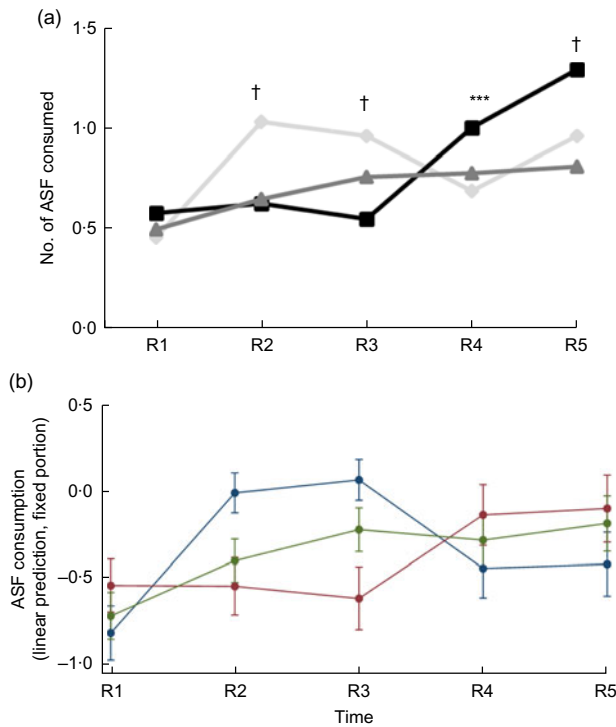 (a)
1·5
†
†
†
***
1·0
0·5
0·0
No. of ASF consumed
R1 R2 R3 R4 R5
(b)
0·5
0·0
−0·5
−1·0
ASF consumption
(linear prediction, fixed portion)
R1 R2 R3 R4 R5
Time